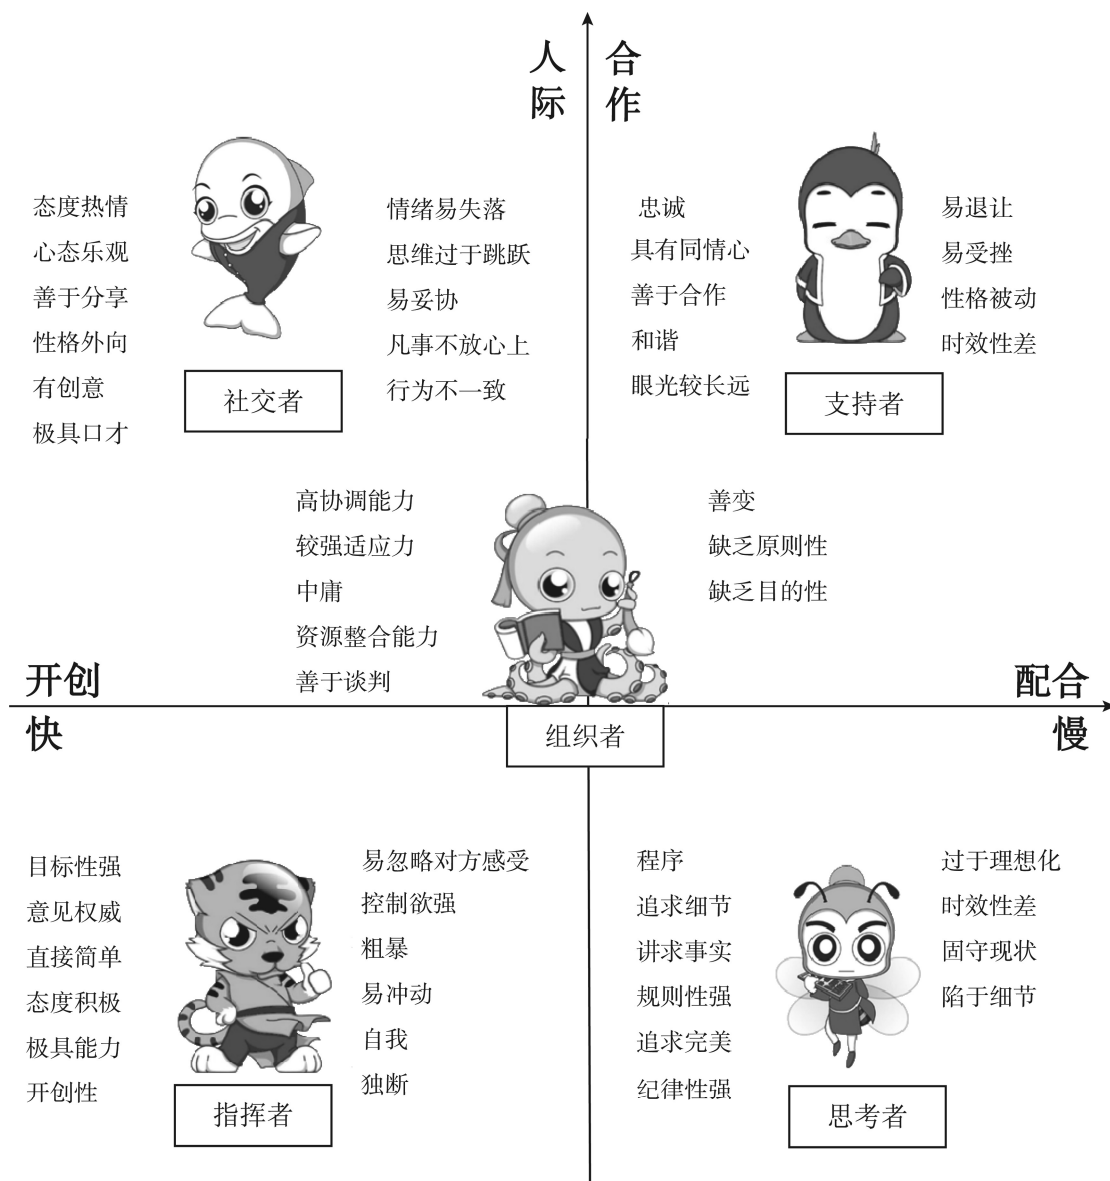 人际
合作
态度热情
心态乐观
善于分享
性格外向
有创意
极具口才
社交者
情绪易失落
思维过于跳跃
易妥协
凡事不放心上
行为不一致
忠诚
具有同情心
善于合作
和谐
眼光较长远
支持者
易退让
易受挫
性格被动
时效性差
高协调能力
较强适应力
中庸
资源整合能力
善于谈判
善变
缺乏原则性
缺乏目的性
开创
快
配合
慢
组织者
目标性强
意见权威
直接简单
态度积极
极具能力
开创性
指挥者
易忽略对方感受
控制欲强
粗暴
易冲动
自我
独断
程序
追求细节
讲求事实
规则性强
追求完美
纪律性强
思考者
过于理想化
时效性差
固守现状
陷于细节